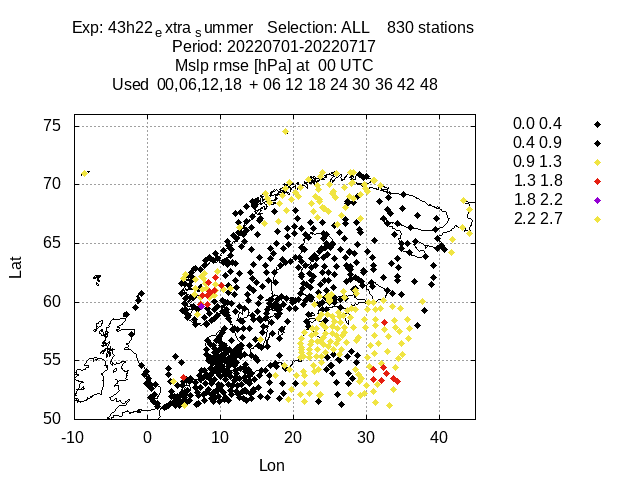 Exp: 43h22 e xtra s ummer   Selection: ALL    830 stations
Period: 20220701-20220717
Mslp rmse [hPa] at  00 UTC
Used  00,06,12,18  + 06 12 18 24 30 36 42 48
0.0 0.4
0.4 0.9
0.9 1.3
1.3 1.8
1.8 2.2
2.2 2.7
75
70
65
60
55
50
Lat
-10 0 10 20 30 40
Lon